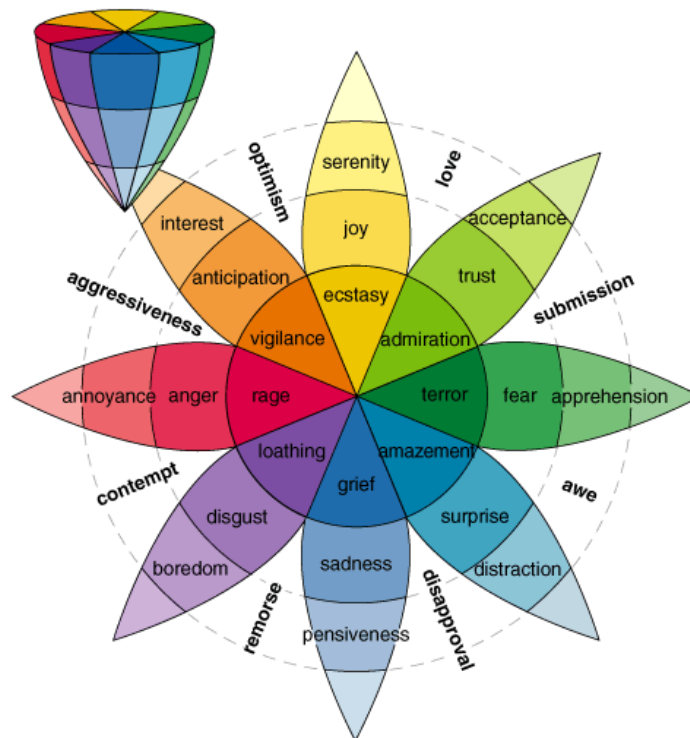 optimism
love
serenity
interest
acceptance
joy
anticipation
trust
aggressiveness
submission
ecstasy
vigilance
admiration
annoyance
anger
rage
terror
fear
apprehension
loathing
amazement
contempt
grief
awe
disgust
surprise
boredom
sadness
distraction
remorse
disapproval
pensiveness